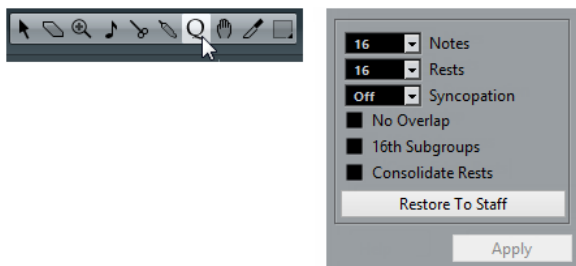 Q
16 Notes
16 Rests
Off Syncopation
No Overlap
16th Subgroups
Consolidate Rests
Restore To Staff
Apply